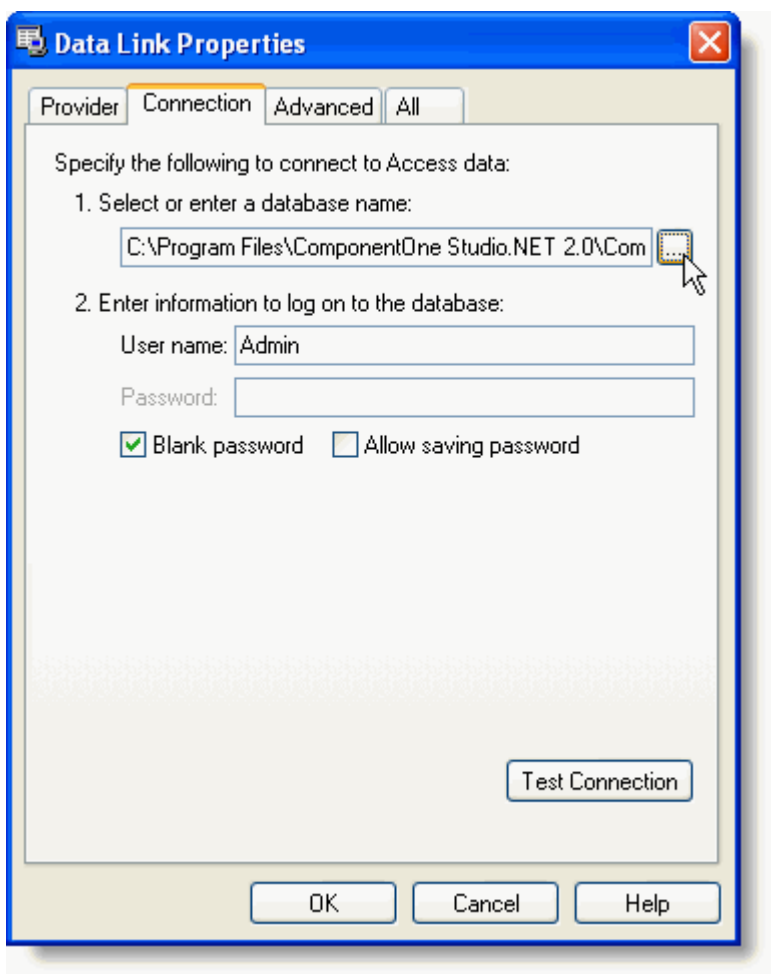 Data Link Properties
Provider Connection Advanced All
Specify the following to connect to Access data:
1. Select or enter a database name:
C:\Program Files\ComponentOne Studio.NET 2.0\Com ...
2. Enter information to log on to the database:
User name: Admin
Password:
Blank password Allow saving password
Test Connection
OK Cancel Help